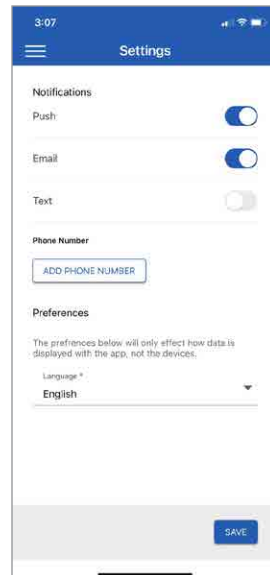 3:07
Settings
Notifications
Push
Email
Text
Phone Number
ADD PHONE NUMBER
Preferences
The prefrences below will only effect how data is
displayed with the app, not the devices.
Language *
English
SAVE